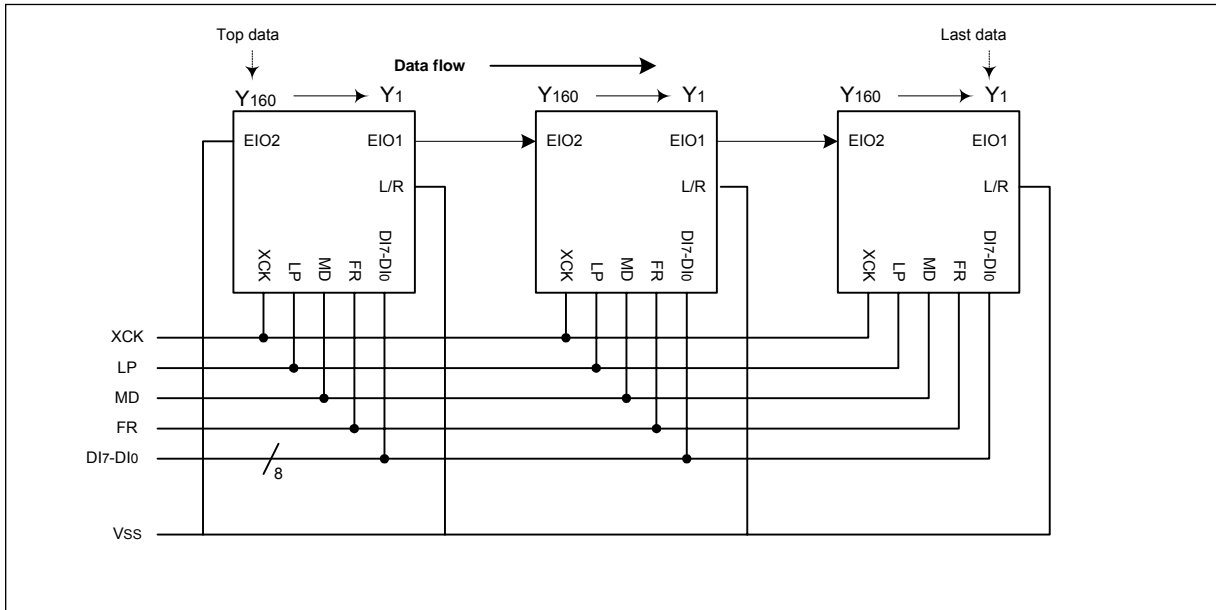 Top data
Last data
Data flow
Y160 Y1 Y160 Y1 Y160 Y1
EIO2 EIO1 EIO2 EIO1 EIO2 EIO1
L/R L/R L/R
XCK LP MD FR DI7-DI0 XCK LP MD FR DI7-DI0 XCK LP MD FR DI7-DI0
XCK
LP
MD
FR
DI7-DI0
8
VSS